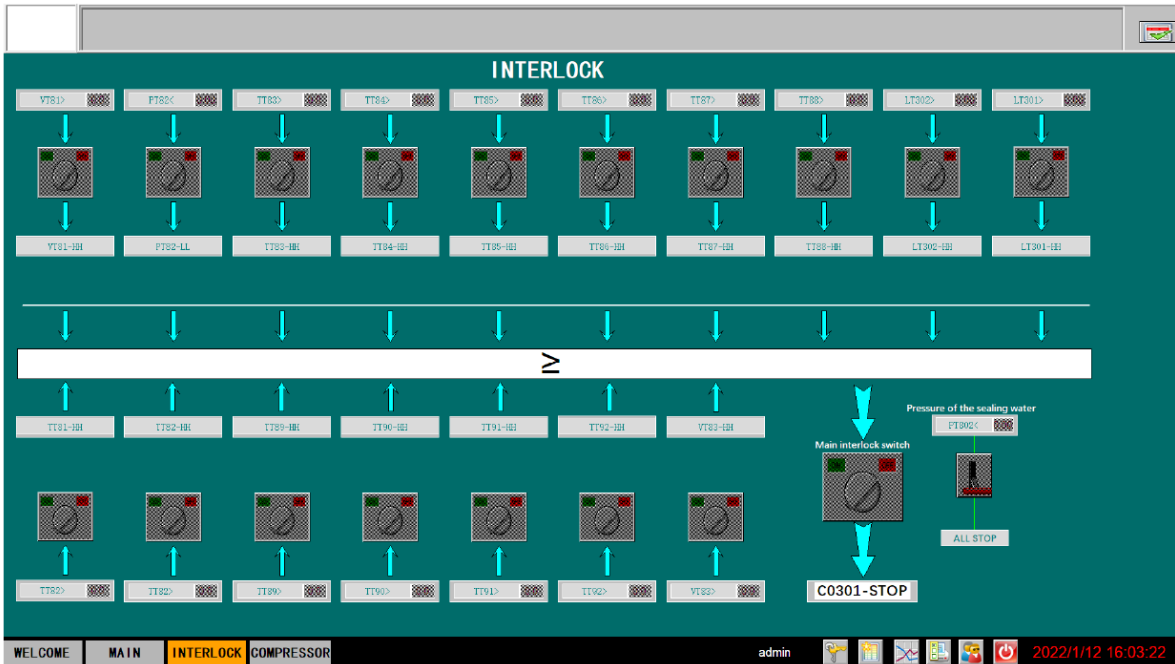 INTERLOCK
VT81> PT82< TT83> TT84> TT85> TT86> TT87> TT88> LT302> LT301>
VT81-HH PT82-LL TT83-HH TT84-HH TT85-HH TT86-HH TT87-HH TT88-HH LT302-HH LT301-HH
≥
TT81-HH TT82-HH TT89-HH TT90-HH TT91-HH TT92-HH VT83-HH
Pressure of the sealing water
PT802<
Main interlock switch
ALL STOP
TT82> TT82> TT89> TT90> TT91> TT92> VT83>
C0301-STOP
WELCOME MAIN INTERLOCK COMPRESSOR admin 2022/1/12 16:03:22